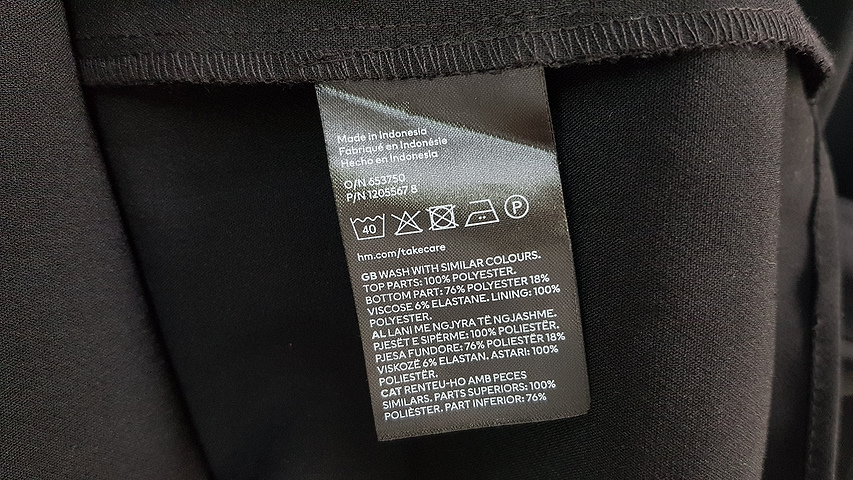 Made in Indonesia
Fabriqué en Indonésie
Hecho en Indonesia
O/N 653750
P/N 1205567 8
40 P
hm.com/takecare
GB WASH WITH SIMILAR COLOURS.
TOP PARTS: 100% POLYESTER.
BOTTOM PART: 76% POLYESTER 18%
VISCOSE 6% ELASTANE. LINING: 100%
POLYESTER.
AL LANI ME NGJYRA TË NGJASHME.
PJESËT E SIPËRME: 100% POLIESTËR.
PJESA FUNDORE: 76% POLIESTËR 18%
VISKOZË 6% ELASTAN. ASTARI: 100%
POLIESTËR.
CAT RENTEU-HO AMB PECES
SIMILARS. PARTS SUPERIORS: 100%
POLIÈSTER. PART INFERIOR: 76%